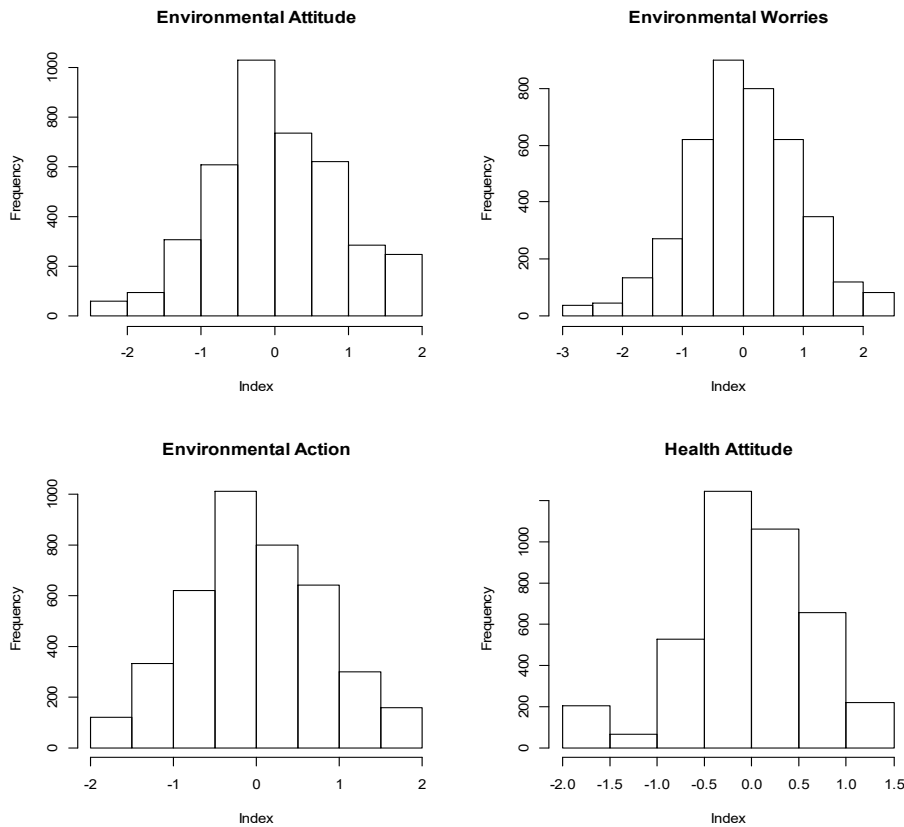 Environmental Attitude
Frequency
0 200 400 600 800 1000
-2 -1 0 1 2
Index
Environmental Worries
Frequency
0 200 400 600 800
-3 -2 -1 0 1 2
Index
Environmental Action
Frequency
0 200 400 600 800 1000
-2 -1 0 1 2
Index
Health Attitude
Frequency
0 200 400 600 800 1000
-2.0 -1.5 -1.0 -0.5 0.0 0.5 1.0 1.5
Index